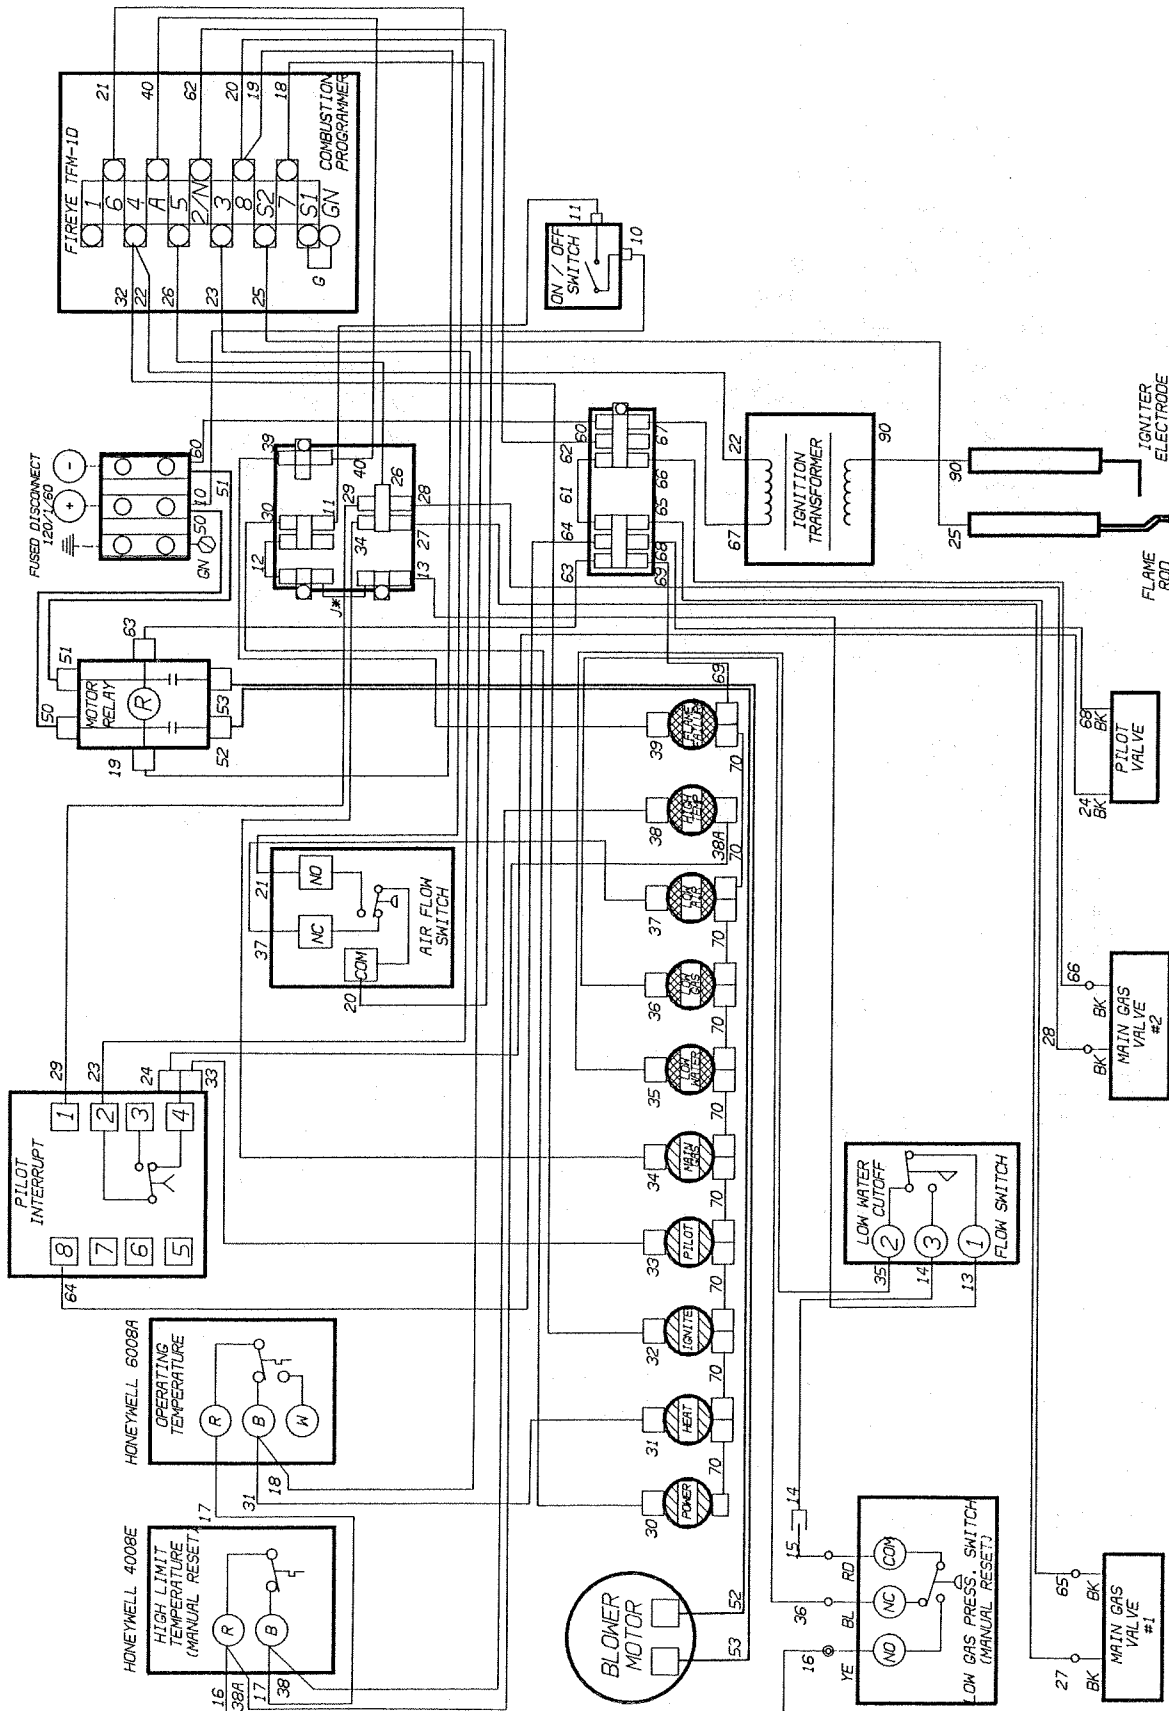 FIREYE TFM-1D
COMBUSTION
PROGRAMMER
1
6
4
A
5
2/N
3
8
S2
7
S1
GN
G
21
40
62
20
19
18
32
22
26
23
25
FUSED DISCONNECT
120/1/60
+
-
GN
50
10
51
60
ON / OFF
SWITCH
11
10
MOTOR
RELAY
R
50
51
63
19
52
53
12
30
11
39
40
29
34
26
28
27
13
J*
60
62
61
64
63
67
66
65
68
69
IGNITION
TRANSFORMER
67
22
90
90
25
IGNITER
ELECTRODE
FLAME
ROD
AIR FLOW
SWITCH
NO
NC
COM
21
37
20
PILOT
INTERRUPT
1
2
3
4
8
7
6
5
29
23
24
33
64
HONEYWELL 6008A
OPERATING
TEMPERATURE
R
B
W
17
31
18
HONEYWELL 4008E
HIGH LIMIT
TEMPERATURE
(MANUAL RESET)
R
B
16
38A
17
38
30
POWER
31
HEAT
32
IGNITE
33
PILOT
34
MAIN
GAS
35
LOW
WATER
36
LOW
GAS
37
LOW
AIR
38
HIGH
TEMP
39
FLAME
FAILUR
70
70
70
70
70
70
70
70
70
38A
69
BLOWER
MOTOR
53
52
LOW WATER
CUTOFF
2
3
1
FLOW SWITCH
35
14
13
14
15
36
16
RD
BL
YE
COM
NC
NO
LOW GAS PRESS. SWITCH
(MANUAL RESET)
PILOT
VALVE
24
BK
68
BK
MAIN GAS
VALVE
#2
28
BK
66
BK
MAIN GAS
VALVE
#1
27
BK
65
BK